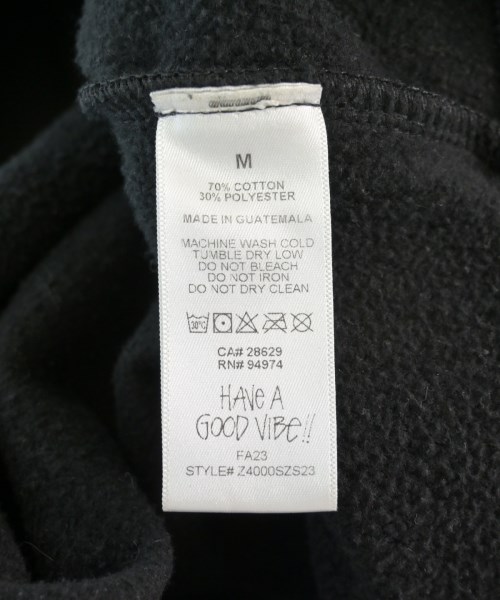 M
70% COTTON
30% POLYESTER
MADE IN GUATEMALA
MACHINE WASH COLD
TUMBLE DRY LOW
DO NOT BLEACH
DO NOT IRON
DO NOT DRY CLEAN
30°C
CA# 28629
RN# 94974
HAVE A
GOOD VIBe!!
FA23
STYLE# Z4000SZS23